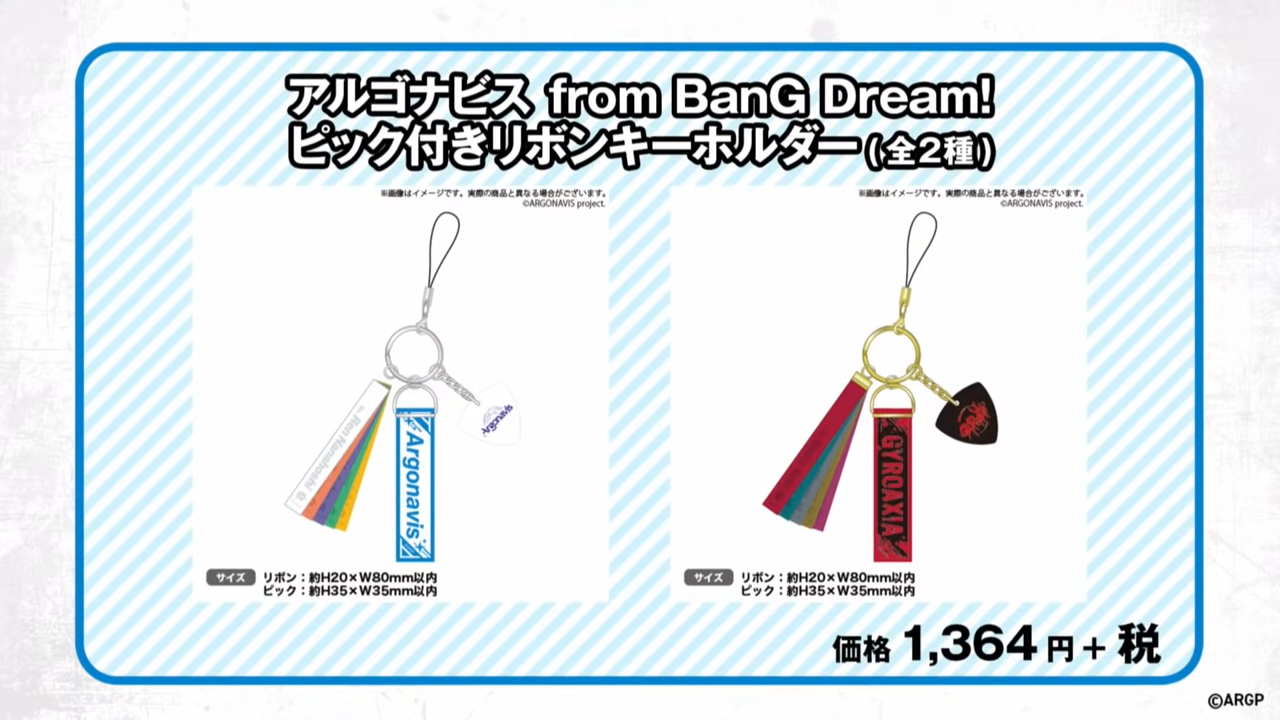 アルゴナビス from BanG Dream!
ピック付きリボンキーホルダー(全2種)
※画像はイメージです。実際の商品と異なる場合がございます。
©ARGONAVIS project.
Ren Nanahoshi
Argonavis
Argonavis
サイズ リボン：約H20×W80mm以内
ピック：約H35×W35mm以内
※画像はイメージです。実際の商品と異なる場合がございます。
©ARGONAVIS project.
GYROAXIA
サイズ リボン：約H20×W80mm以内
ピック：約H35×W35mm以内
価格 1,364円+税
©ARGP